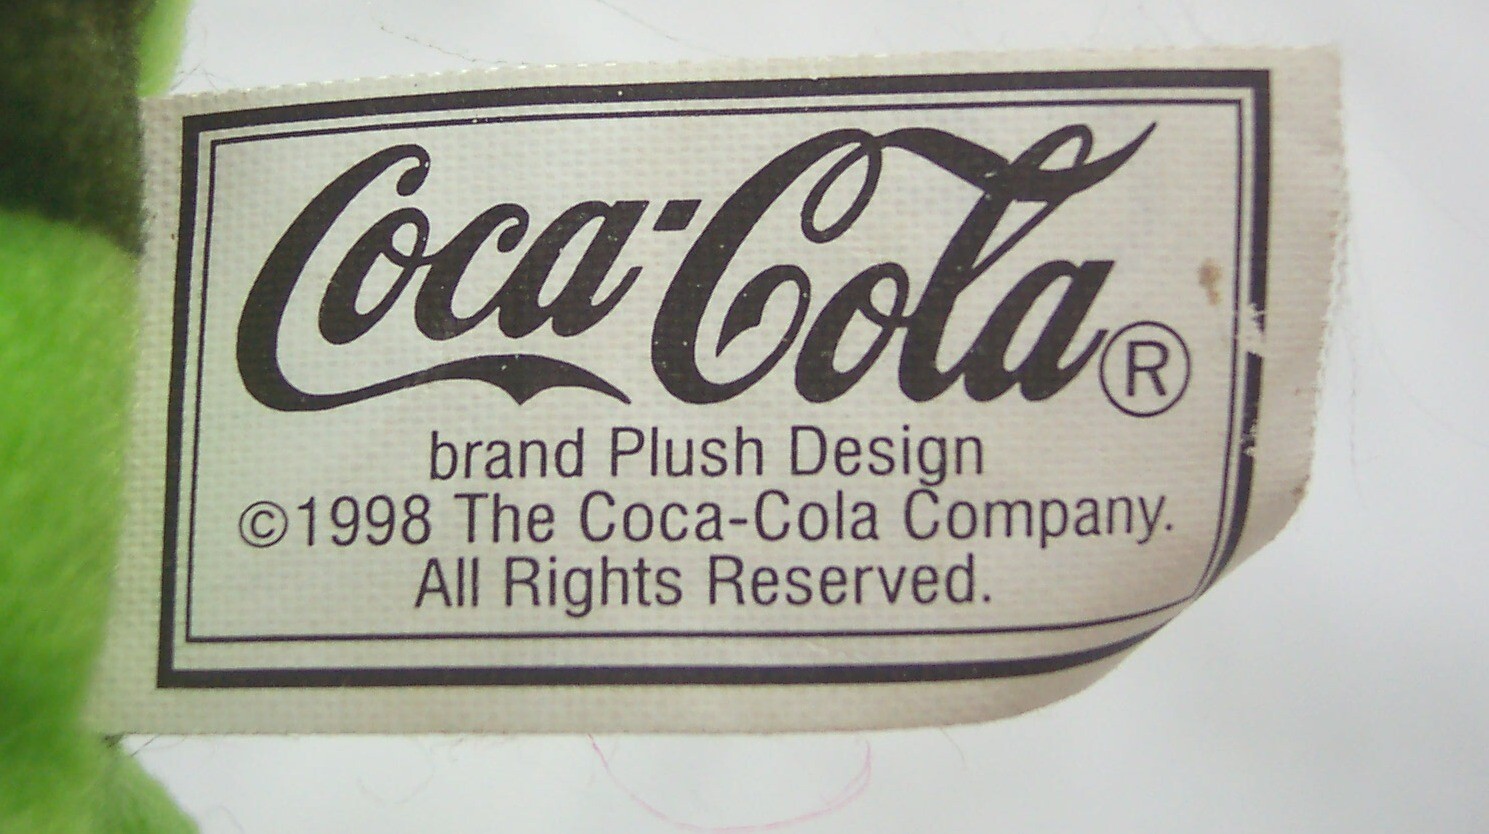 Coca-Cola®
brand Plush Design
©1998 The Coca-Cola Company.
All Rights Reserved.